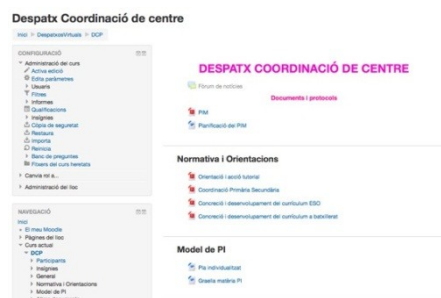 Despatx Coordinació de centre
Inici DespatxosVirtuals DCP
CONFIGURACIÓ
Administració del curs
Activa edició
Edita paràmetres
Usuaris
Filtres
Informes
Qualificacions
Insígnies
Còpia de seguretat
Restaura
Importa
Reinicia
Banc de preguntes
Fitxers del curs heretats
Canvia rol a...
Administració del lloc
NAVEGACIÓ
Inici
El meu Moodle
Pàgines del lloc
Curs actual
DCP
Participants
Insígnies
General
Normativa i Orientacions
Model de PI
DESPATX COORDINACIÓ DE CENTRE
Fòrum de notícies
Documents i protocols
PIM
Planificació del PIM
Normativa i Orientacions
Orientació i acció tutorial
Coordinació Primària Secundària
Concreció i desenvolupament del currículum ESO
Concreció i desenvolupament del currículum a batxillerat
Model de PI
Pla individualitzat
Graella matèria PI